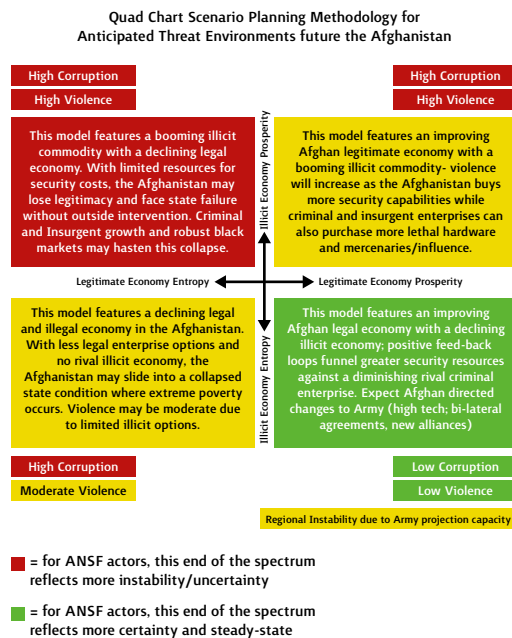 Quad Chart Scenario Planning Methodology for
Anticipated Threat Environments future the Afghanistan
High Corruption
High Violence
High Corruption
High Violence
This model features a booming illicit
commodity with a declining legal
economy. With limited resources for
security costs, the Afghanistan may
lose legitimacy and face state failure
without outside intervention. Criminal
and Insurgent growth and robust black
markets may hasten this collapse.
Illicit Economy Prosperity
This model features an improving
Afghan legitimate economy with a
booming illicit commodity- violence
will increase as the Afghanistan buys
more security capabilities while
criminal and insurgent enterprises can
also purchase more lethal hardware
and mercenaries/influence.
Legitimate Economy Entropy
Legitimate Economy Prosperity
This model features a declining legal
and illegal economy in the Afghanistan.
With less legal enterprise options and
no rival illicit economy, the
Afghanistan may slide into a collapsed
state condition where extreme poverty
occurs. Violence may be moderate due
to limited illicit options.
Illicit Economy Entropy
This model features an improving
Afghan legal economy with a declining
illicit economy; positive feed-back
loops funnel greater security resources
against a diminishing rival criminal
enterprise. Expect Afghan directed
changes to Army (high tech; bi-lateral
agreements, new alliances)
High Corruption
Moderate Violence
Low Corruption
Low Violence
Regional Instability due to Army projection capacity
= for ANSF actors, this end of the spectrum
reflects more instability/uncertainty
= for ANSF actors, this end of the spectrum
reflects more certainty and steady-state